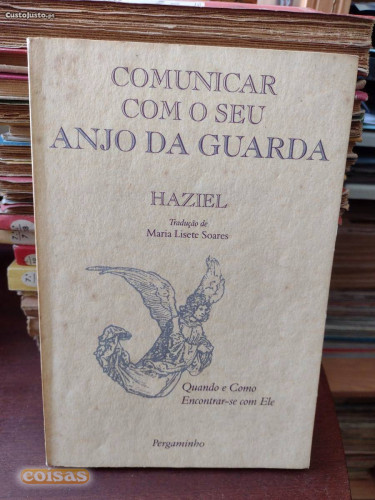 CustoJusto.pt
COMUNICAR
COM O SEU
ANJO DA GUARDA
HAZIEL
Tradução de
Maria Lisete Soares
Quando e Como
Encontrar-se com Ele
Pergaminho
coisas